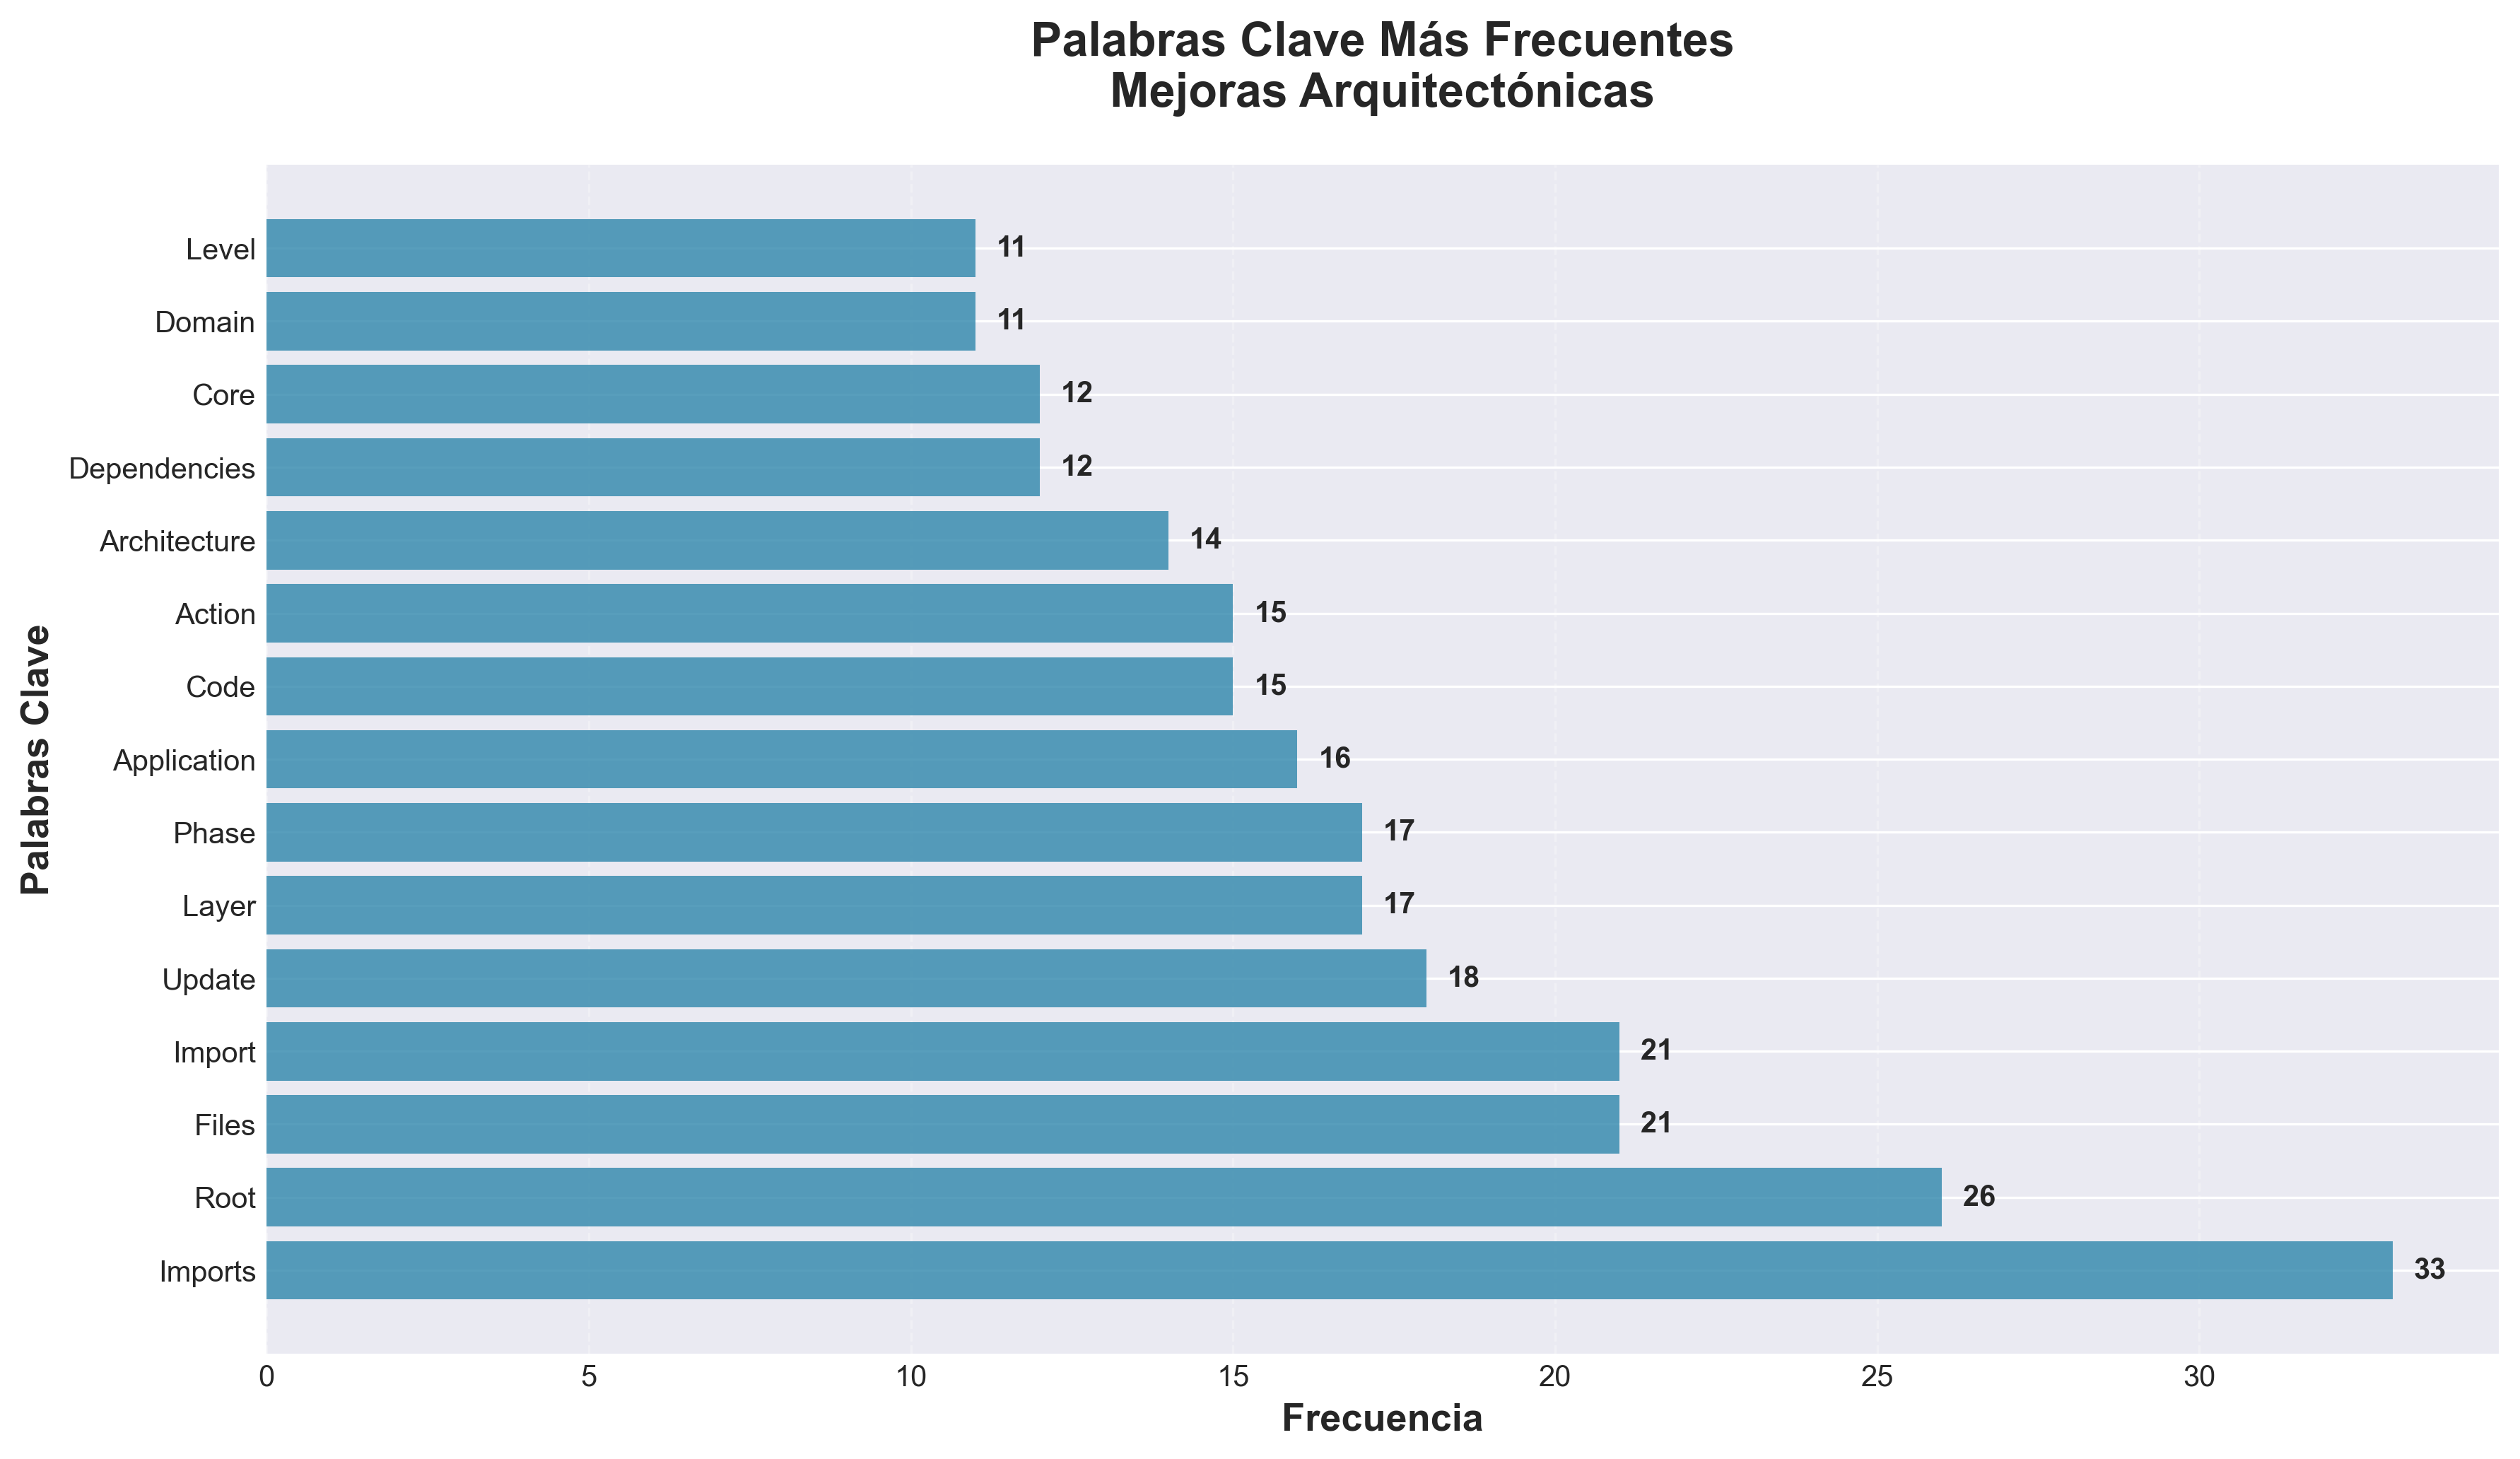 Palabras Clave Más Frecuentes
Mejoras Arquitectónicas
Palabras Clave
Level 11
Domain 11
Core 12
Dependencies 12
Architecture 14
Action 15
Code 15
Application 16
Phase 17
Layer 17
Update 18
Import 21
Files 21
Root 26
Imports 33
0 5 10 15 20 25 30
Frecuencia